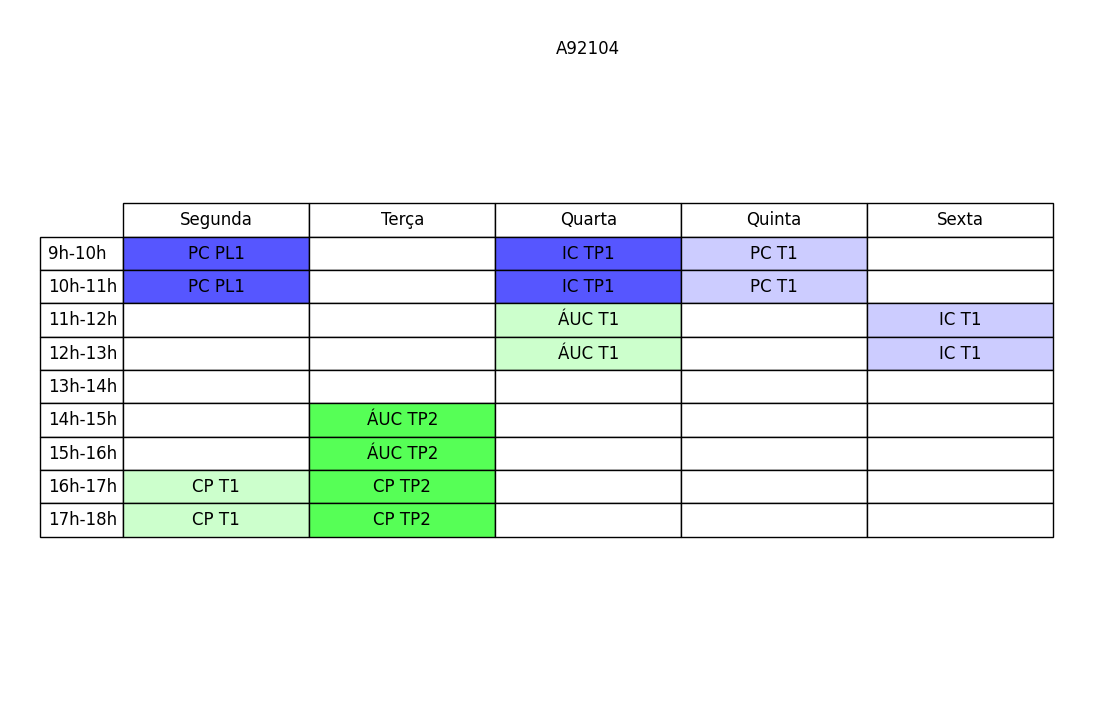 A92104
Segunda Terça Quarta Quinta Sexta
9h-10h PC PL1 IC TP1 PC T1
10h-11h PC PL1 IC TP1 PC T1
11h-12h ÁUC T1 IC T1
12h-13h ÁUC T1 IC T1
13h-14h
14h-15h ÁUC TP2
15h-16h ÁUC TP2
16h-17h CP T1 CP TP2
17h-18h CP T1 CP TP2